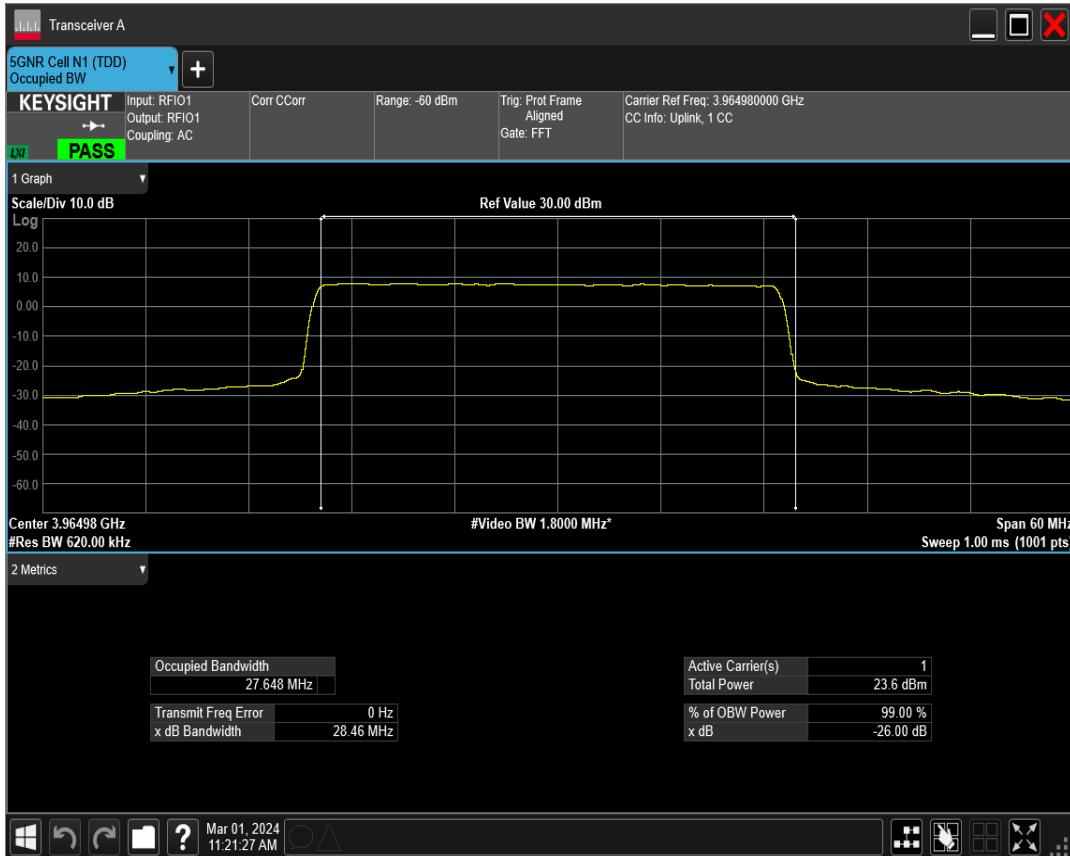 Transceiver A
5GNR Cell N1 (TDD)
Occupied BW
+
KEYSIGHT
LXI
PASS
Input: RFIO1
Output: RFIO1
Coupling: AC
Corr CCorr
Range: -60 dBm
Trig: Prot Frame
Aligned
Gate: FFT
Carrier Ref Freq: 3.964980000 GHz
CC Info: Uplink, 1 CC
1 Graph
Scale/Div 10.0 dB
Ref Value 30.00 dBm
Log
20.0
10.0
0.00
-10.0
-20.0
-30.0
-40.0
-50.0
-60.0
Center 3.96498 GHz
#Video BW 1.8000 MHz*
Span 60 MHz
#Res BW 620.00 kHz
Sweep 1.00 ms (1001 pts)
2 Metrics
Occupied Bandwidth
27.648 MHz
Transmit Freq Error 0 Hz
x dB Bandwidth 28.46 MHz
Active Carrier(s) 1
Total Power 23.6 dBm
% of OBW Power 99.00 %
x dB -26.00 dB
?
Mar 01, 2024
11:21:27 AM